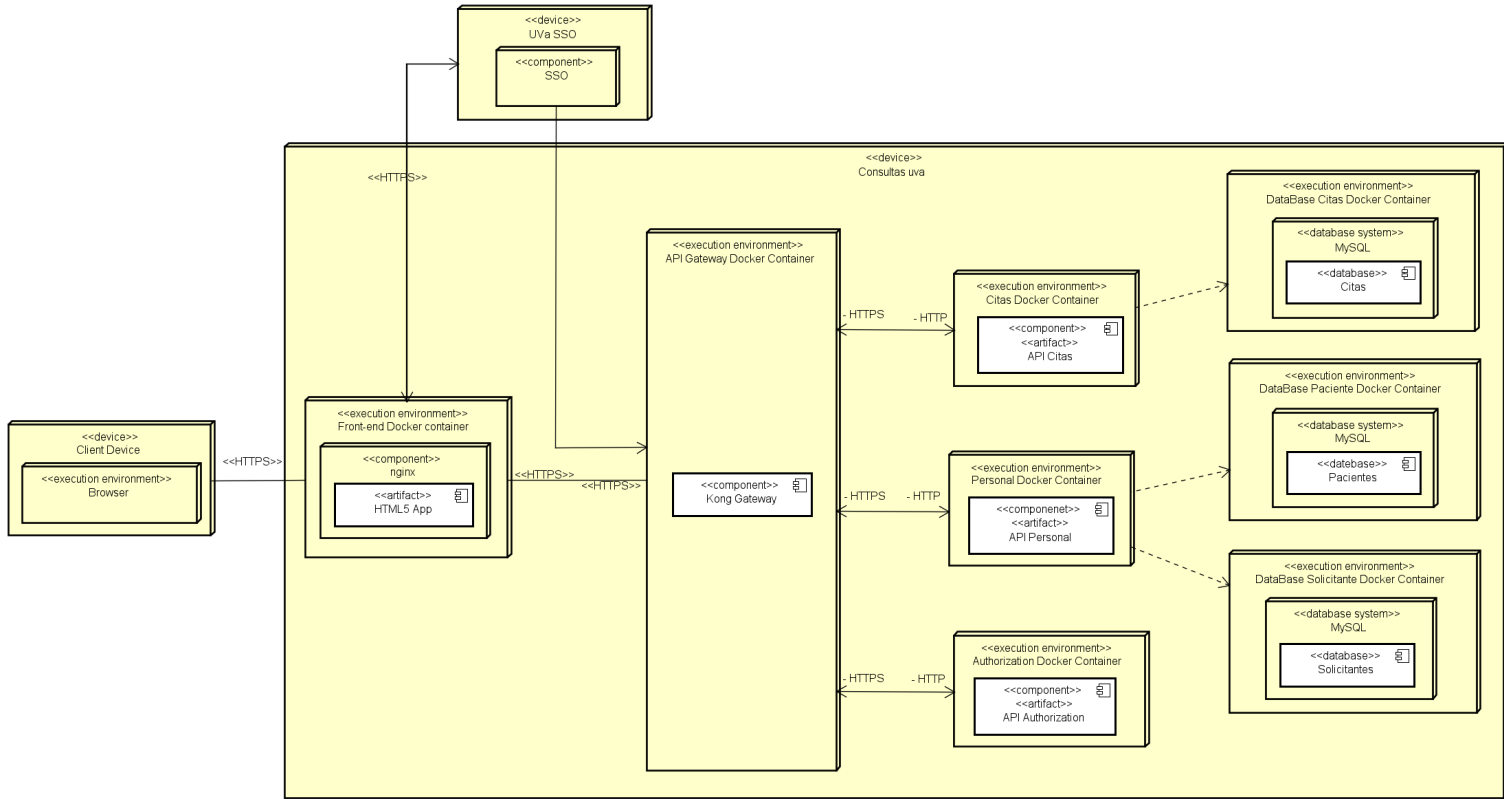 <<device>>
UVa SSO
<<component>>
SSO
<<HTTPS>>
<<device>>
Consultas uva
<<device>>
Client Device
<<execution environment>>
Browser
<<HTTPS>>
<<execution environment>>
Front-end Docker container
<<component>>
nginx
<<artifact>>
HTML5 App
<<HTTPS>>
<<HTTPS>>
<<execution environment>>
API Gateway Docker Container
<<component>>
Kong Gateway
- HTTPS
- HTTP
<<execution environment>>
Citas Docker Container
<<component>>
<<artifact>>
API Citas
- HTTPS
- HTTP
<<execution environment>>
Personal Docker Container
<<componenet>>
<<artifact>>
API Personal
- HTTPS
- HTTP
<<execution environment>>
Authorization Docker Container
<<component>>
<<artifact>>
API Authorization
<<execution environment>>
DataBase Citas Docker Container
<<database system>>
MySQL
<<database>>
Citas
<<execution environment>>
DataBase Paciente Docker Container
<<database system>>
MySQL
<<datebase>>
Pacientes
<<execution environment>>
DataBase Solicitante Docker Container
<<database system>>
MySQL
<<database>>
Solicitantes